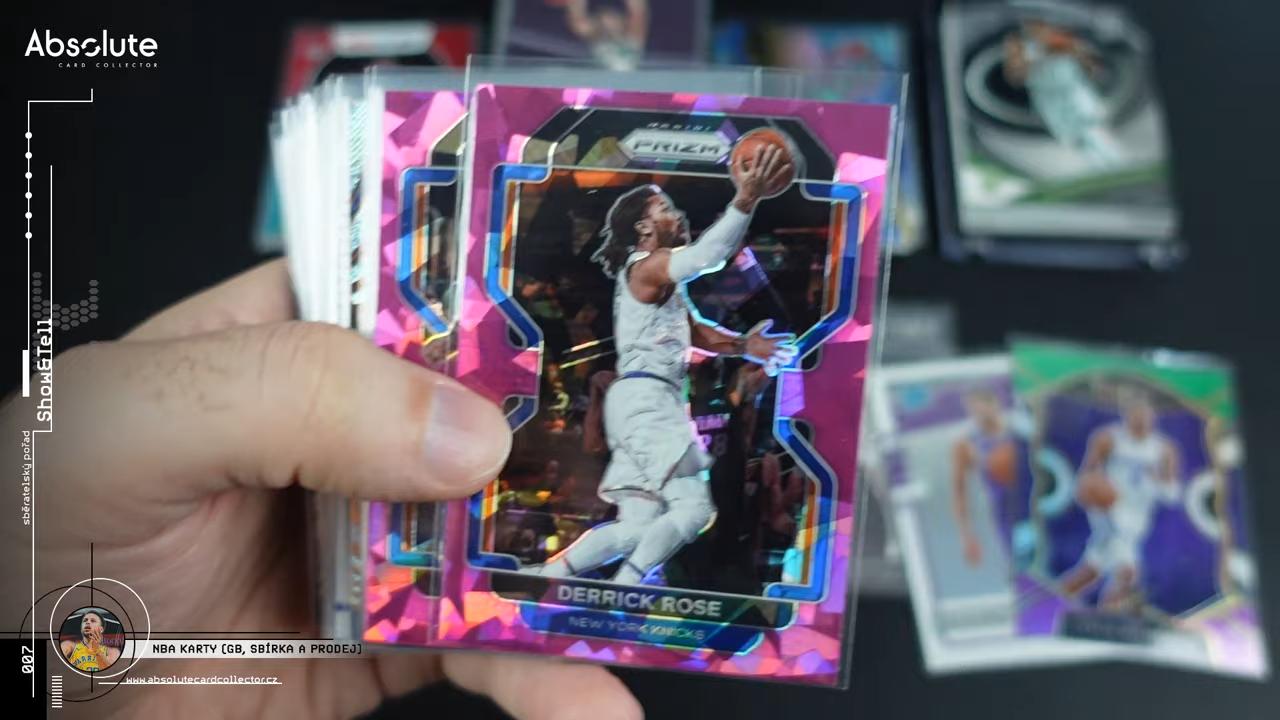 Absolute
CARD COLLECTOR
PANINI
PRIZM
DERRICK ROSE
NEW YORK KNICKS
Show&Tell
sběratelský pořad
007
NBA KARTY (GB, SBÍRKA A PRODEJ)
www.absolutecardcollector.cz